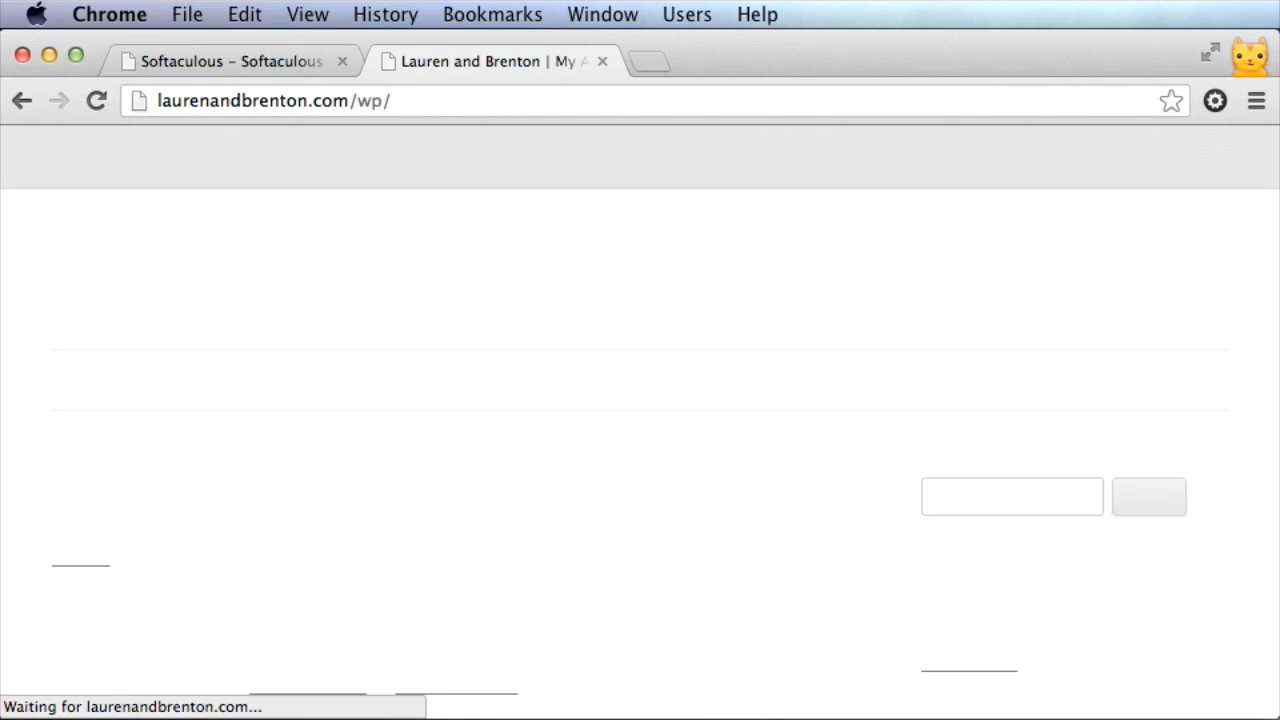 Chrome File Edit View History Bookmarks Window Users Help
Softaculous - Softaculous Lauren and Brenton | My
laurenandbrenton.com/wp/
Waiting for laurenandbrenton.com...